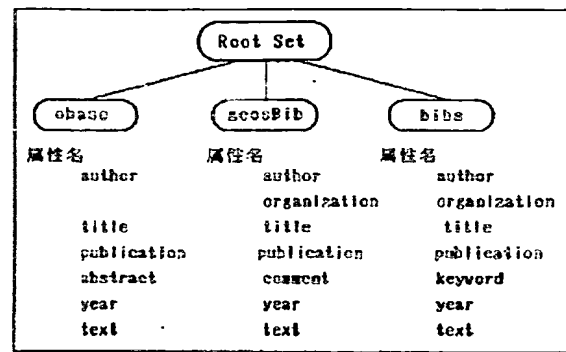 Root Set
obase geosBib bibs
属性名 属性名 属性名
author author author
organization organization
title title title
publication publication publication
abstract comment keyword
year year year
text text text